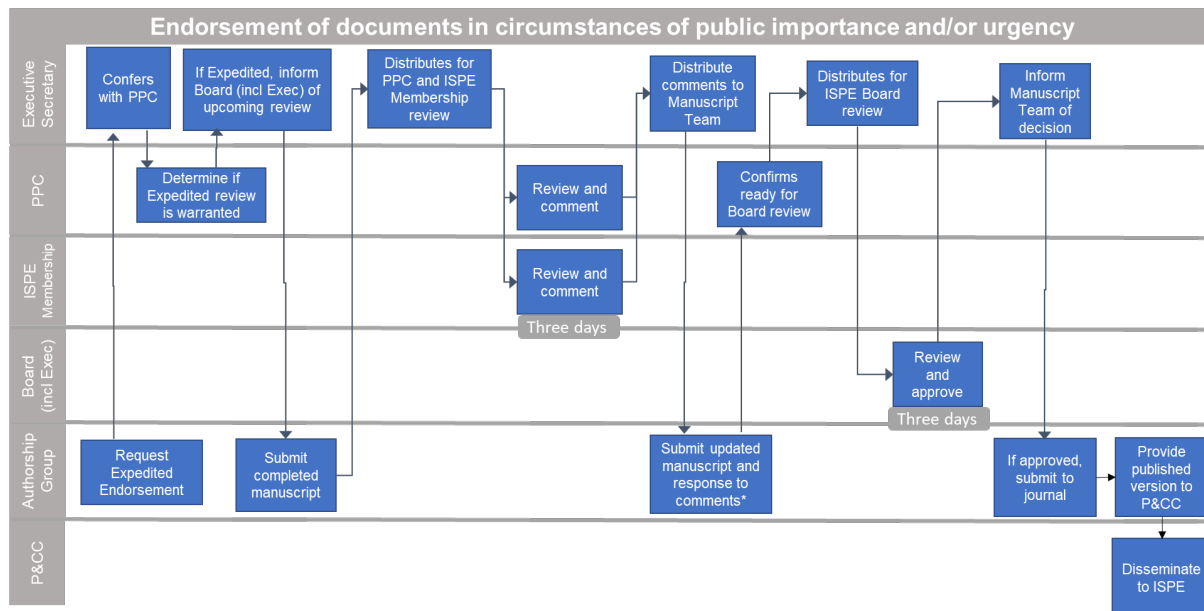 Endorsement of documents in circumstances of public importance and/or urgency
Executive
Secretary
Confers
with PPC
If Expedited, inform
Board (incl Exec) of
upcoming review
Distributes for
PPC and ISPE
Membership
review
Distribute
comments to
Manuscript
Team
Distributes for
ISPE Board
review
Inform
Manuscript
Team of
decision
PPC
Determine if
Expedited review
is warranted
Review and
comment
Confirms
ready for
Board review
ISPE
Membership
Review and
comment
Three days
Board
(incl Exec)
Review
and
approve
Three days
Authorship
Group
Request
Expedited
Endorsement
Submit
completed
manuscript
Submit updated
manuscript and
response to
comments*
If approved,
submit to
journal
Provide
published
version to
P&CC
P&CC
Disseminate
to ISPE